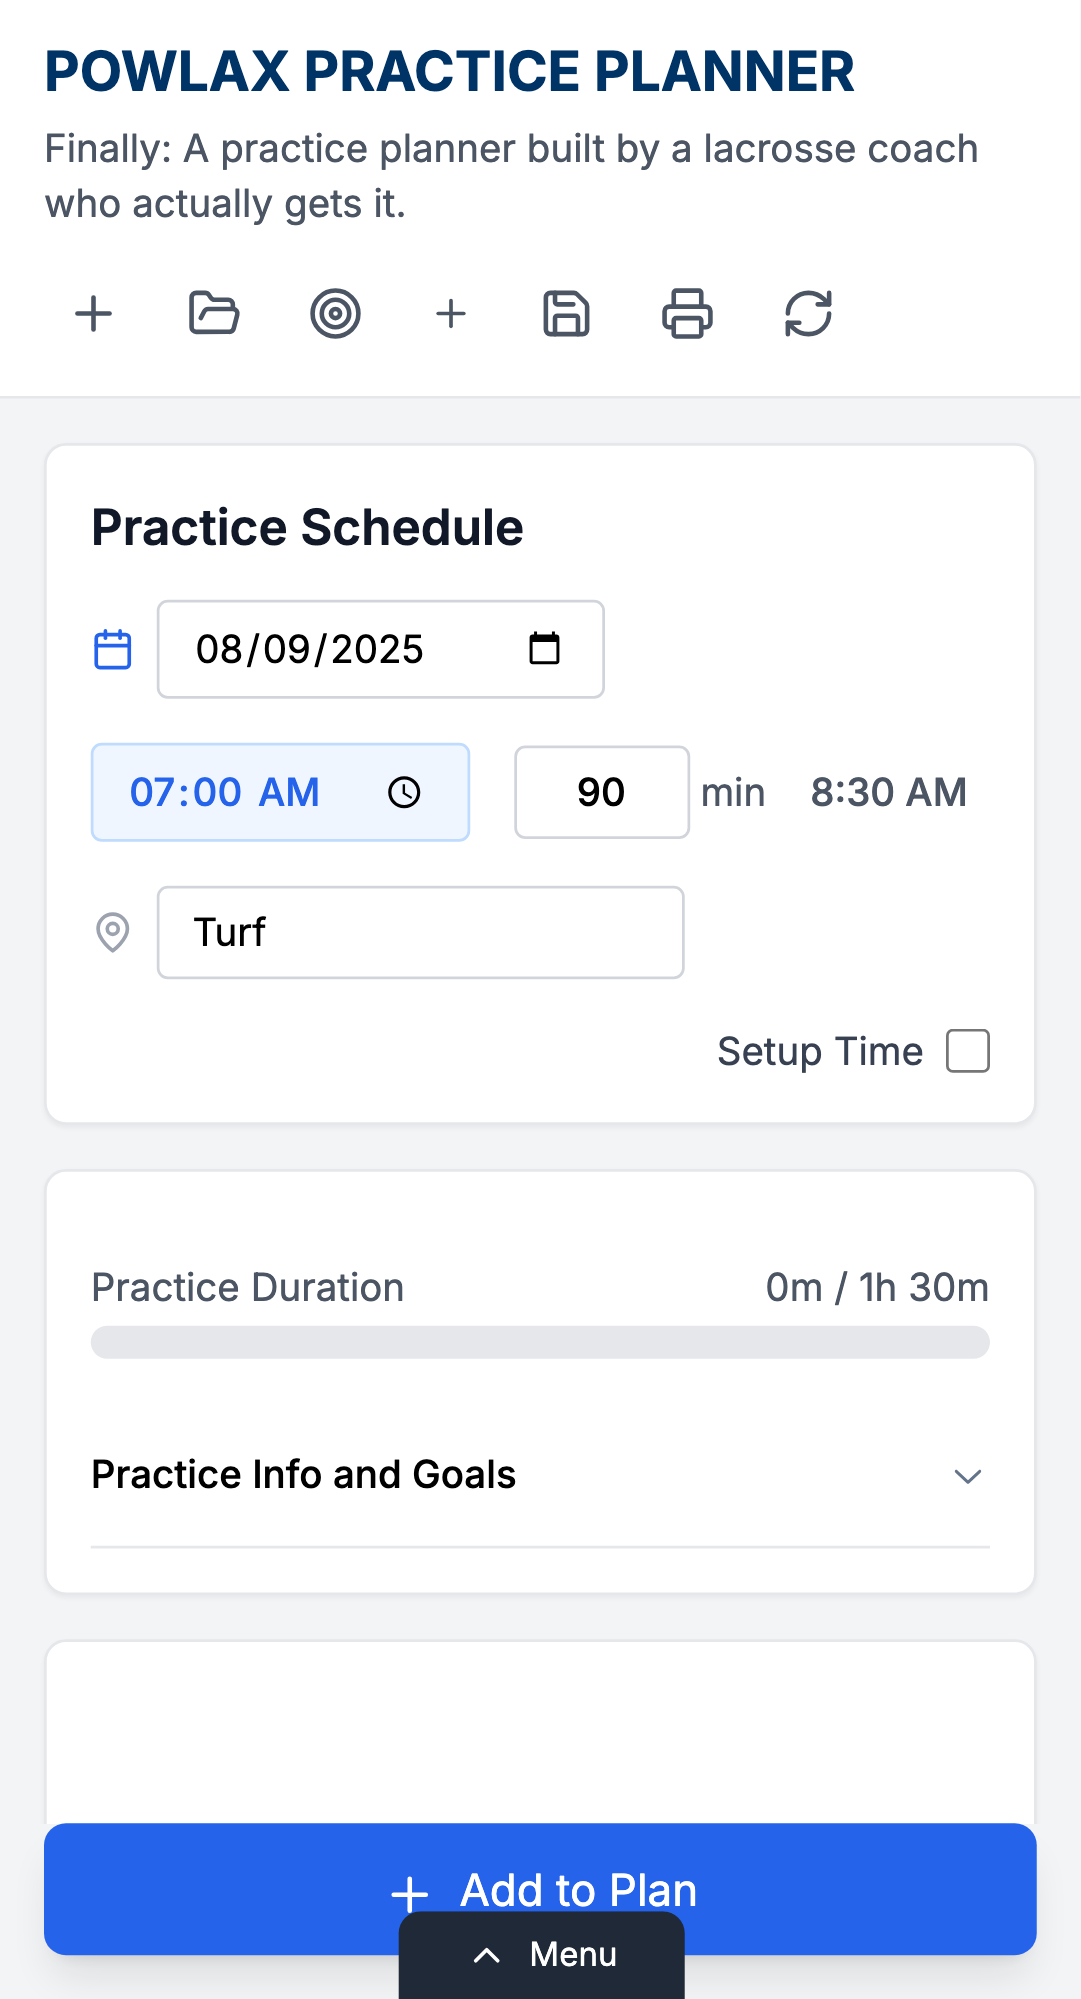 POWLAX PRACTICE PLANNER
Finally: A practice planner built by a lacrosse coach
who actually gets it.
Practice Schedule
08/09/2025
07:00 AM 90 min 8:30 AM
Turf
Setup Time
Practice Duration 0m / 1h 30m
Practice Info and Goals
Add to Plan
Menu